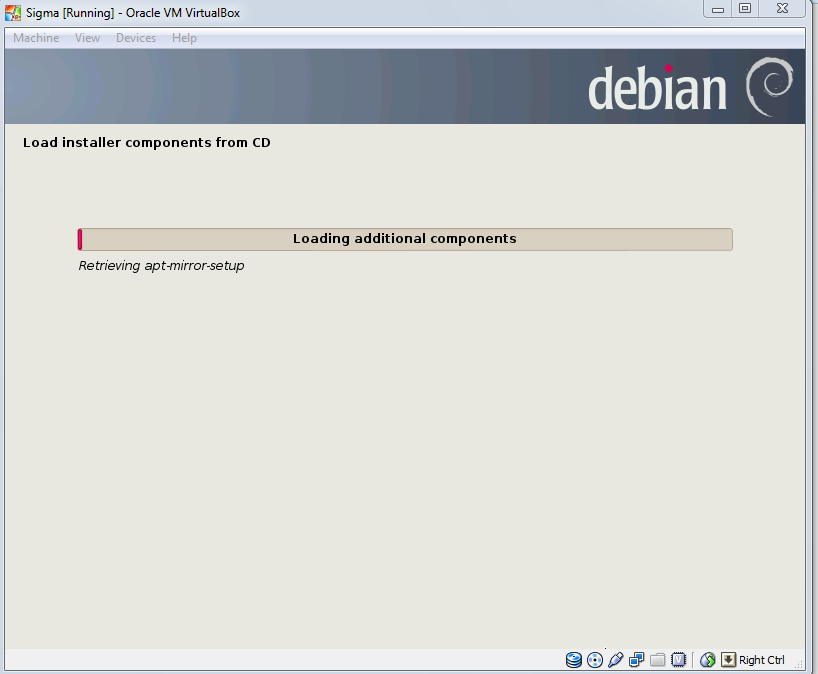 Sigma [Running] - Oracle VM VirtualBox
Machine View Devices Help
debian
Load installer components from CD
Loading additional components
Retrieving apt-mirror-setup
Right Ctrl